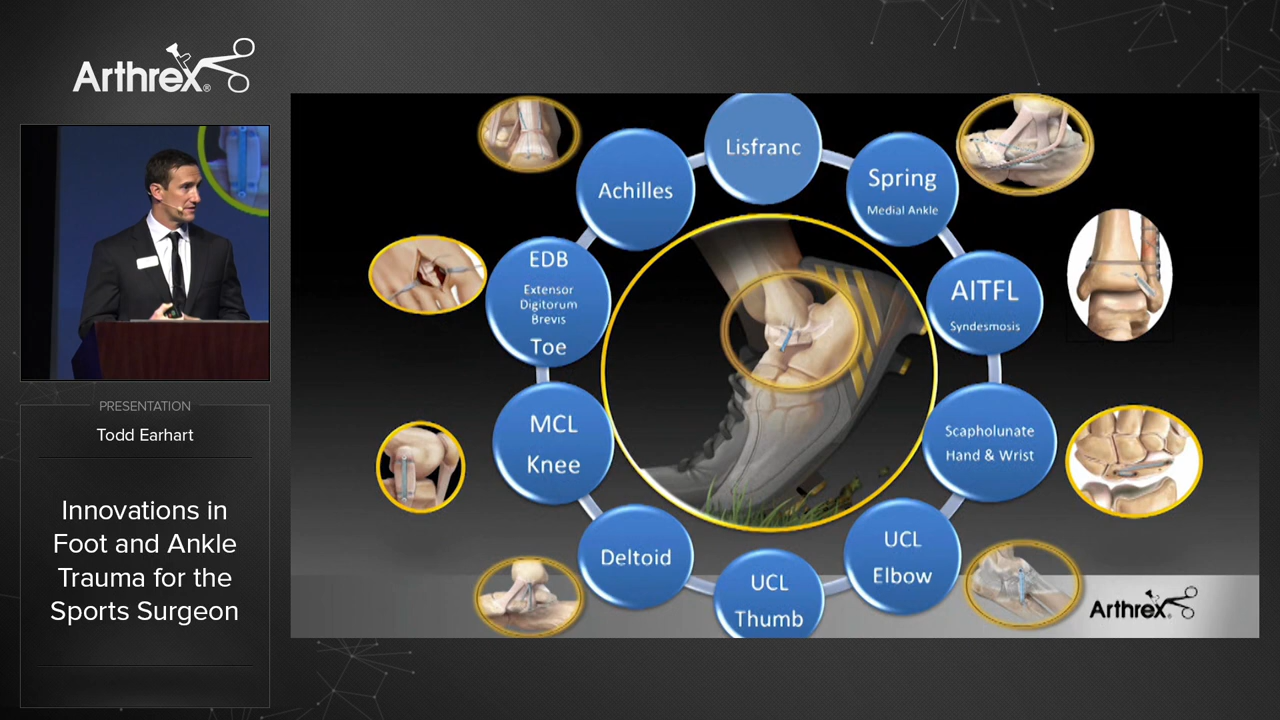 Arthrex®
PRESENTATION
Todd Earhart
Innovations in
Foot and Ankle
Trauma for the
Sports Surgeon
Lisfranc
Spring
Medial Ankle
AITFL
Syndesmosis
Scapholunate
Hand & Wrist
UCL
Elbow
UCL
Thumb
Deltoid
MCL
Knee
EDB
Extensor
Digitorum
Brevis
Toe
Achilles
Arthrex®